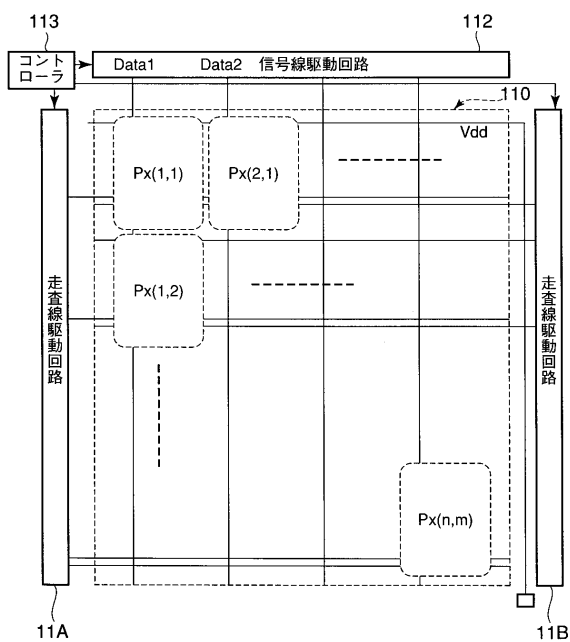 113
112
コント
ローラ
Data1 Data2 信号線駆動回路
110
Vdd
Px(1,1) Px(2,1)
Px(1,2)
走査線駆動回路
走査線駆動回路
Px(n,m)
11A
11B